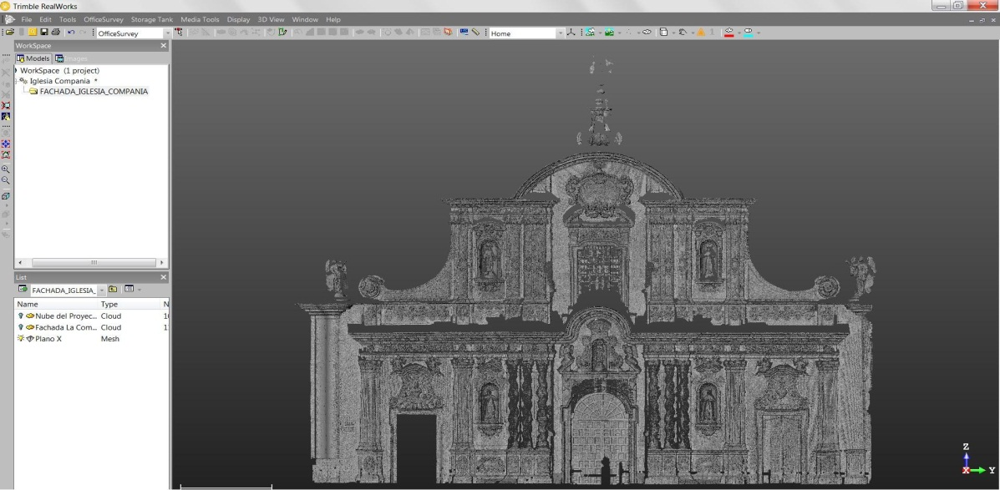 Trimble RealWorks
File Edit Tools OfficeSurvey Storage Tank Media Tools Display 3D View Window Help
OfficeSurvey Home
WorkSpace
Models Images
WorkSpace (1 project)
Iglesia Compania *
FACHADA_IGLESIA_COMPANIA
List
FACHADA_IGLESIA_
Name Type N
Nube del Proyec... Cloud 1
Fachada La Com... Cloud 1
Plano X Mesh
Z
X Y